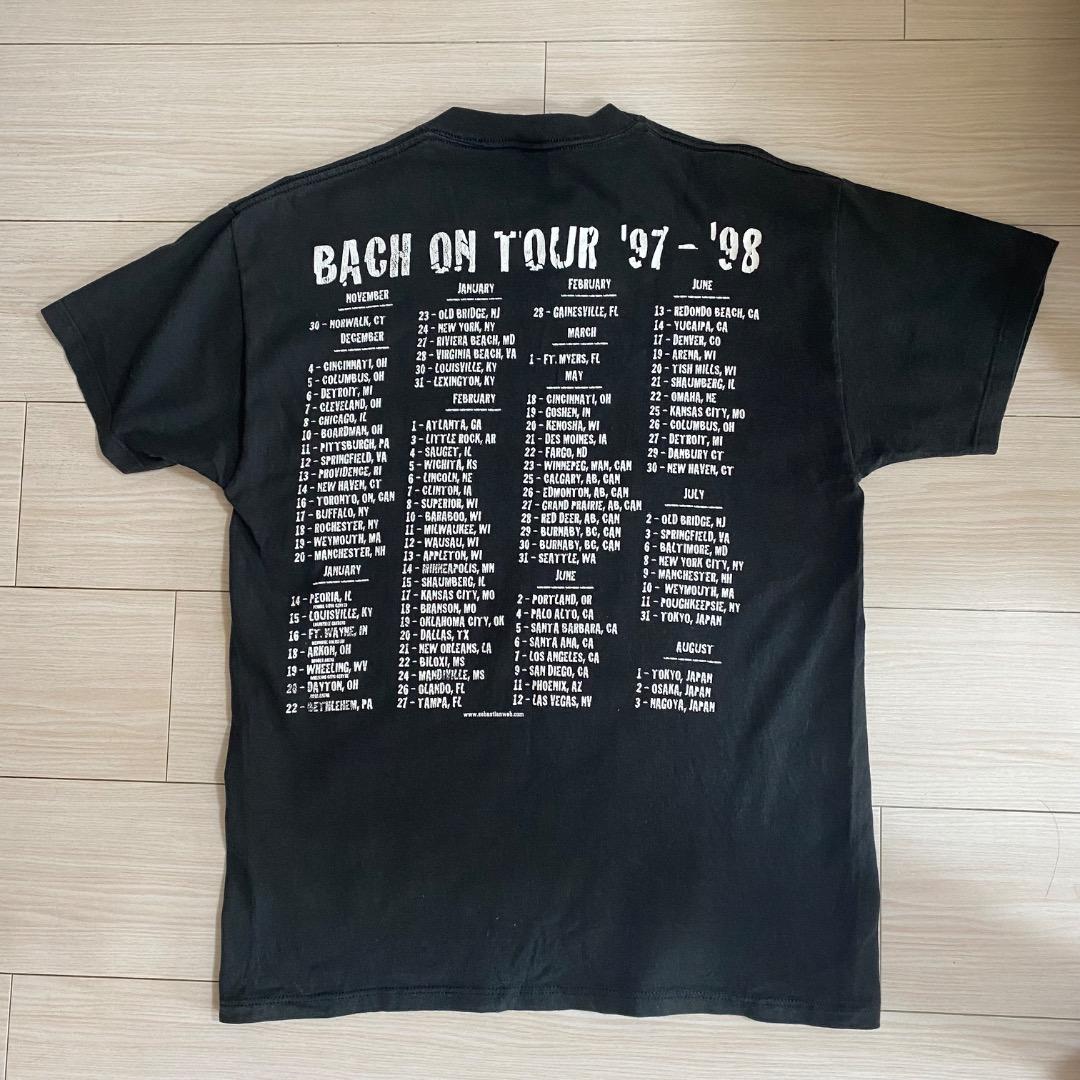 BACH ON TOUR '97 - '98
NOVEMBER
30 - NORWALK, CT
DECEMBER
4 - CINCINNATI, OH
5 - COLUMBUS, OH
6 - DETROIT, MI
7 - CLEVELAND, OH
8 - CHICAGO, IL
10 - BOARDMAN, OH
11 - PITTSBURGH, PA
12 - SPRINGFIELD, VA
13 - PROVIDENCE, RI
14 - NEW HAVEN, CT
16 - TORONTO, ON, CAN
17 - BUFFALO, NY
18 - ROCHESTER, NY
19 - WEYMOUTH, MA
20 - MANCHESTER, NH
JANUARY
14 - PEORIA, IL
15 - LOUISVILLE, KY
16 - FT. WAYNE, IN
18 - ARKON, OH
19 - WHEELING, WV
20 - DAYTON, OH
22 - BETHLEHEM, PA
JANUARY
23 - OLD BRIDGE, NJ
24 - NEW YORK, NY
27 - RIVIERA BEACH, MD
28 - VIRGINIA BEACH, VA
30 - LOUISVILLE, KY
31 - LEXINGTON, KY
FEBRUARY
1 - ATLANTA, GA
3 - LITTLE ROCK, AR
4 - SAUGET, IL
5 - WICHITA, KS
6 - LINCOLN, NE
7 - CLINTON, IA
8 - SUPERIOR, WI
10 - BARABOO, WI
11 - MILWAUKEE, WI
12 - WAUSAU, WI
13 - APPLETON, WI
14 - MINNEAPOLIS, MN
15 - SHAUMBERG, IL
17 - KANSAS CITY, MO
18 - BRANSON, MO
19 - OKLAHOMA CITY, OK
20 - DALLAS, TX
21 - NEW ORLEANS, LA
22 - BILOXI, MS
24 - MANDIVILLE, MS
26 - OLANDO, FL
27 - TAMPA, FL
FEBRUARY
28 - GAINESVILLE, FL
MARCH
1 - FT. MYERS, FL
MAY
18 - CINCINNATI, OH
19 - GOSHEN, IN
20 - KENOSHA, WI
21 - DES MOINES, IA
22 - FARGO, ND
23 - WINNEPEG, MAN, CAN
25 - CALGARY, AB, CAN
26 - EDMONTON, AB, CAN
27 - GRAND PRAIRIE, AB, CAN
28 - RED DEER, AB, CAN
29 - BURNABY, BC, CAN
30 - BURNABY, BC, CAN
31 - SEATTLE, WA
JUNE
2 - PORTLAND, OR
4 - PALO ALTO, CA
5 - SANTA BARBARA, CA
6 - SANTA ANA, CA
7 - LOS ANGELES, CA
9 - SAN DIEGO, CA
11 - PHOENIX, AZ
12 - LAS VEGAS, NV
JUNE
13 - REDONDO BEACH, CA
14 - YUCAIPA, CA
17 - DENVER, CO
19 - ARENA, WI
20 - TISH MILLS, WI
21 - SHAUMBERG, IL
22 - OMAHA, NE
25 - KANSAS CITY, MO
26 - COLUMBUS, OH
27 - DETROIT, MI
29 - DANBURY CT
30 - NEW HAVEN, CT
JULY
2 - OLD BRIDGE, NJ
3 - SPRINGFIELD, VA
6 - BALTIMORE, MD
8 - NEW YORK CITY, NY
9 - MANCHESTER, NH
10 - WEYMOUTH, MA
11 - POUGHKEEPSIE, NY
31 - TOKYO, JAPAN
AUGUST
1 - TOKYO, JAPAN
2 - OSAKA, JAPAN
3 - NAGOYA, JAPAN
www.sebastianweb.com